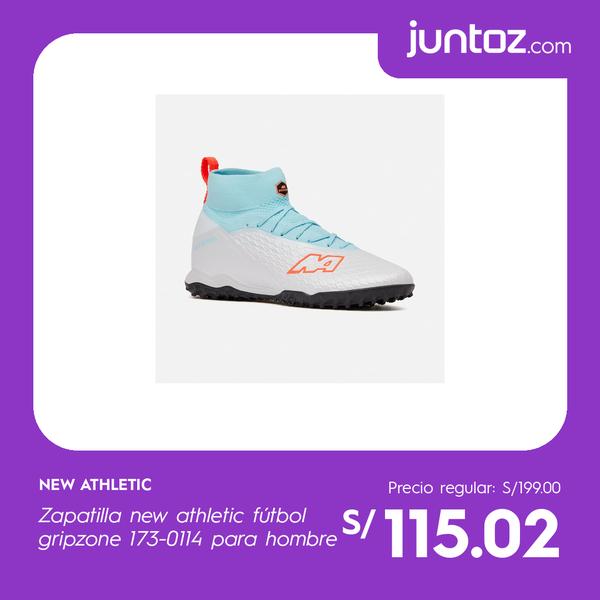 juntoz.com
NA
NEW ATHLETIC
Zapatilla new athletic fútbol
gripzone 173-0114 para hombre
Precio regular: S/199.00
S/115.02